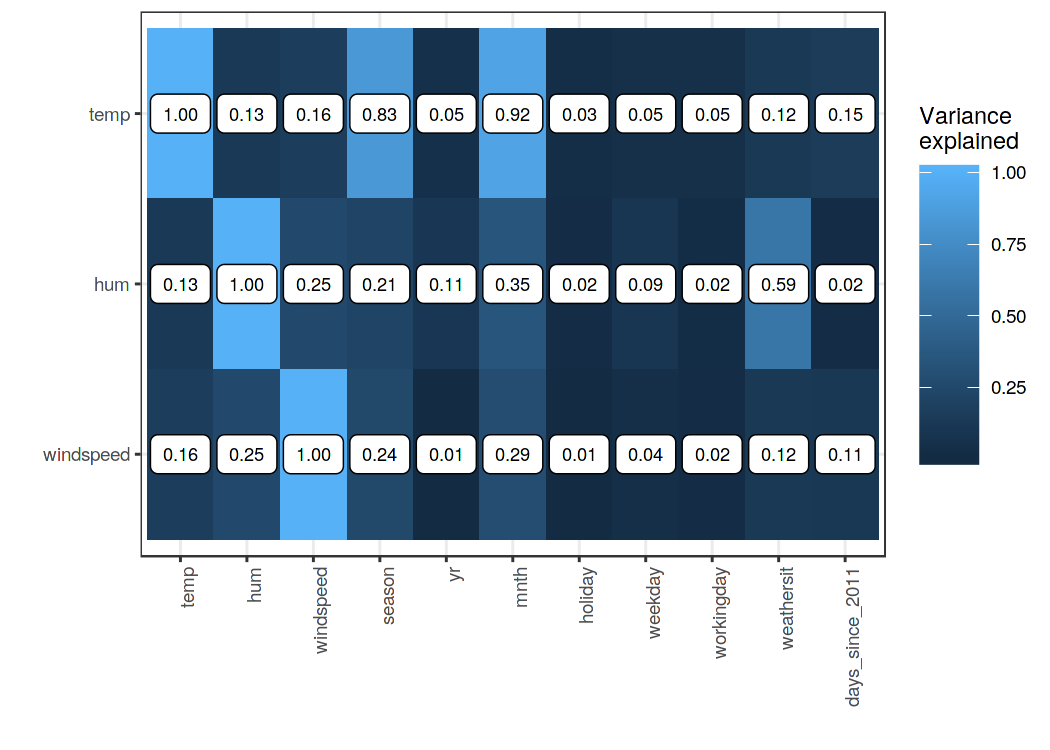 temp 1.00 0.13 0.16 0.83 0.05 0.92 0.03 0.05 0.05 0.12 0.15
hum 0.13 1.00 0.25 0.21 0.11 0.35 0.02 0.09 0.02 0.59 0.02
windspeed 0.16 0.25 1.00 0.24 0.01 0.29 0.01 0.04 0.02 0.12 0.11
temp hum windspeed season yr mnth holiday weekday workingday weathersit days_since_2011
Variance
explained
1.00
0.75
0.50
0.25